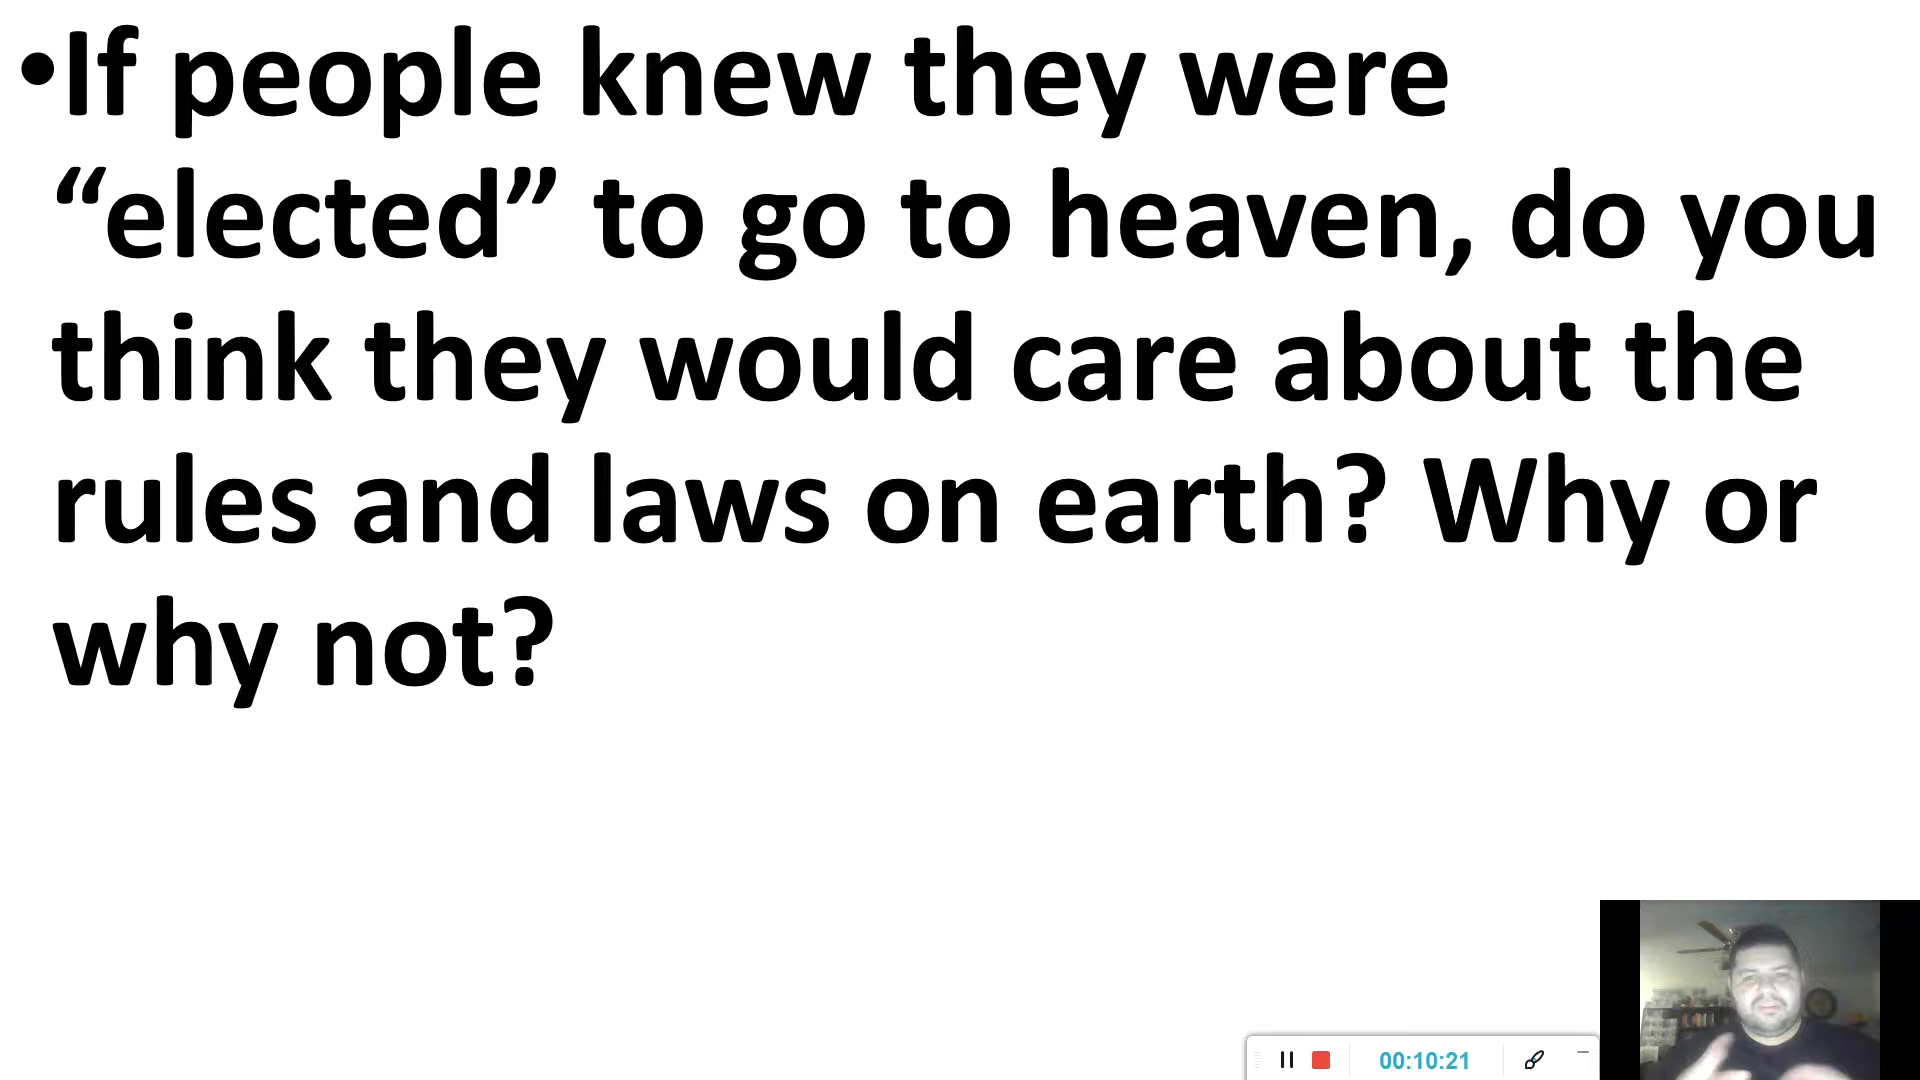 •If people knew they were
“elected” to go to heaven, do you
think they would care about the
rules and laws on earth? Why or
why not?
00:10:21